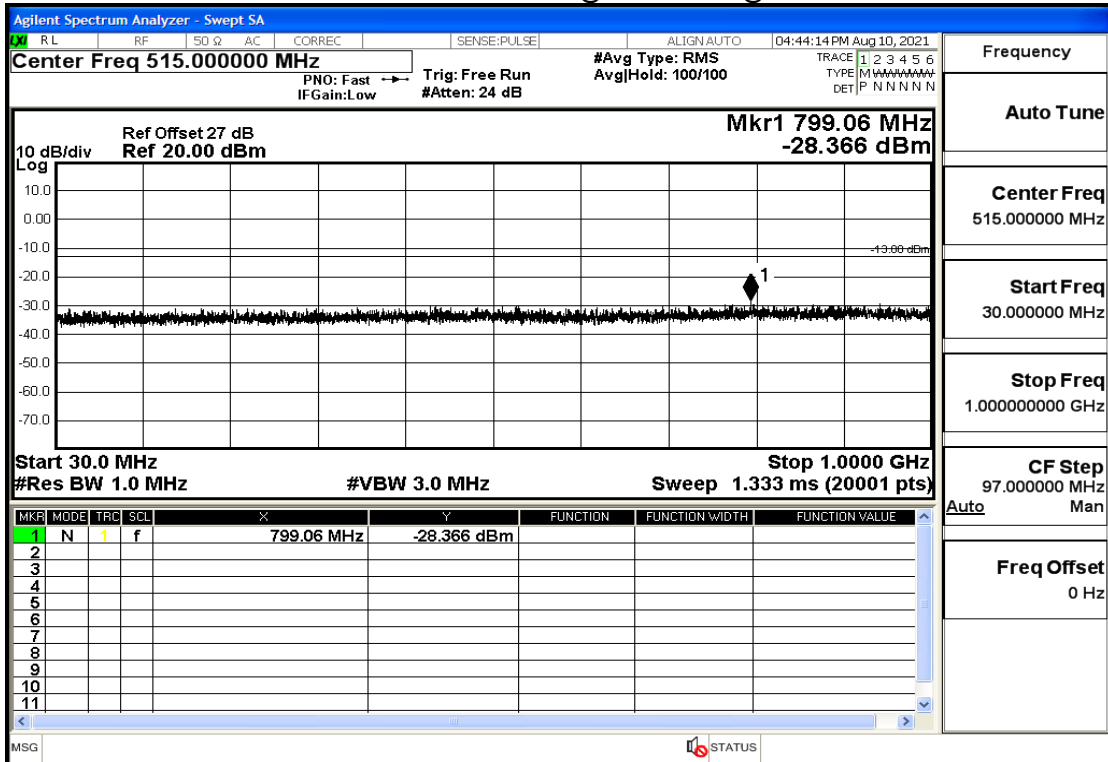 Agilent Spectrum Analyzer - Swept SA
LXI RL RF 50 Ω AC CORREC SENSE:PULSE ALIGN AUTO 04:44:14 PM Aug 10, 2021
Center Freq 515.000000 MHz
PNO: Fast
IFGain:Low
Trig: Free Run
#Atten: 24 dB
#Avg Type: RMS
Avg|Hold: 100/100
TRACE 1 2 3 4 5 6
TYPE M WWWWW
DET P N N N N N
Ref Offset 27 dB
10 dB/div Ref 20.00 dBm
Log
Mkr1 799.06 MHz
-28.366 dBm
10.0
0.00
-10.0
-13.00 dBm
-20.0
1
-30.0
-40.0
-50.0
-60.0
-70.0
Start 30.0 MHz Stop 1.0000 GHz
#Res BW 1.0 MHz #VBW 3.0 MHz Sweep 1.333 ms (20001 pts)
MKR MODE TRC SCL X Y FUNCTION FUNCTION WIDTH FUNCTION VALUE
1 N 1 f 799.06 MHz -28.366 dBm
2
3
4
5
6
7
8
9
10
11
MSG STATUS
Frequency
Auto Tune
Center Freq
515.000000 MHz
Start Freq
30.000000 MHz
Stop Freq
1.000000000 GHz
CF Step
97.000000 MHz
Auto Man
Freq Offset
0 Hz